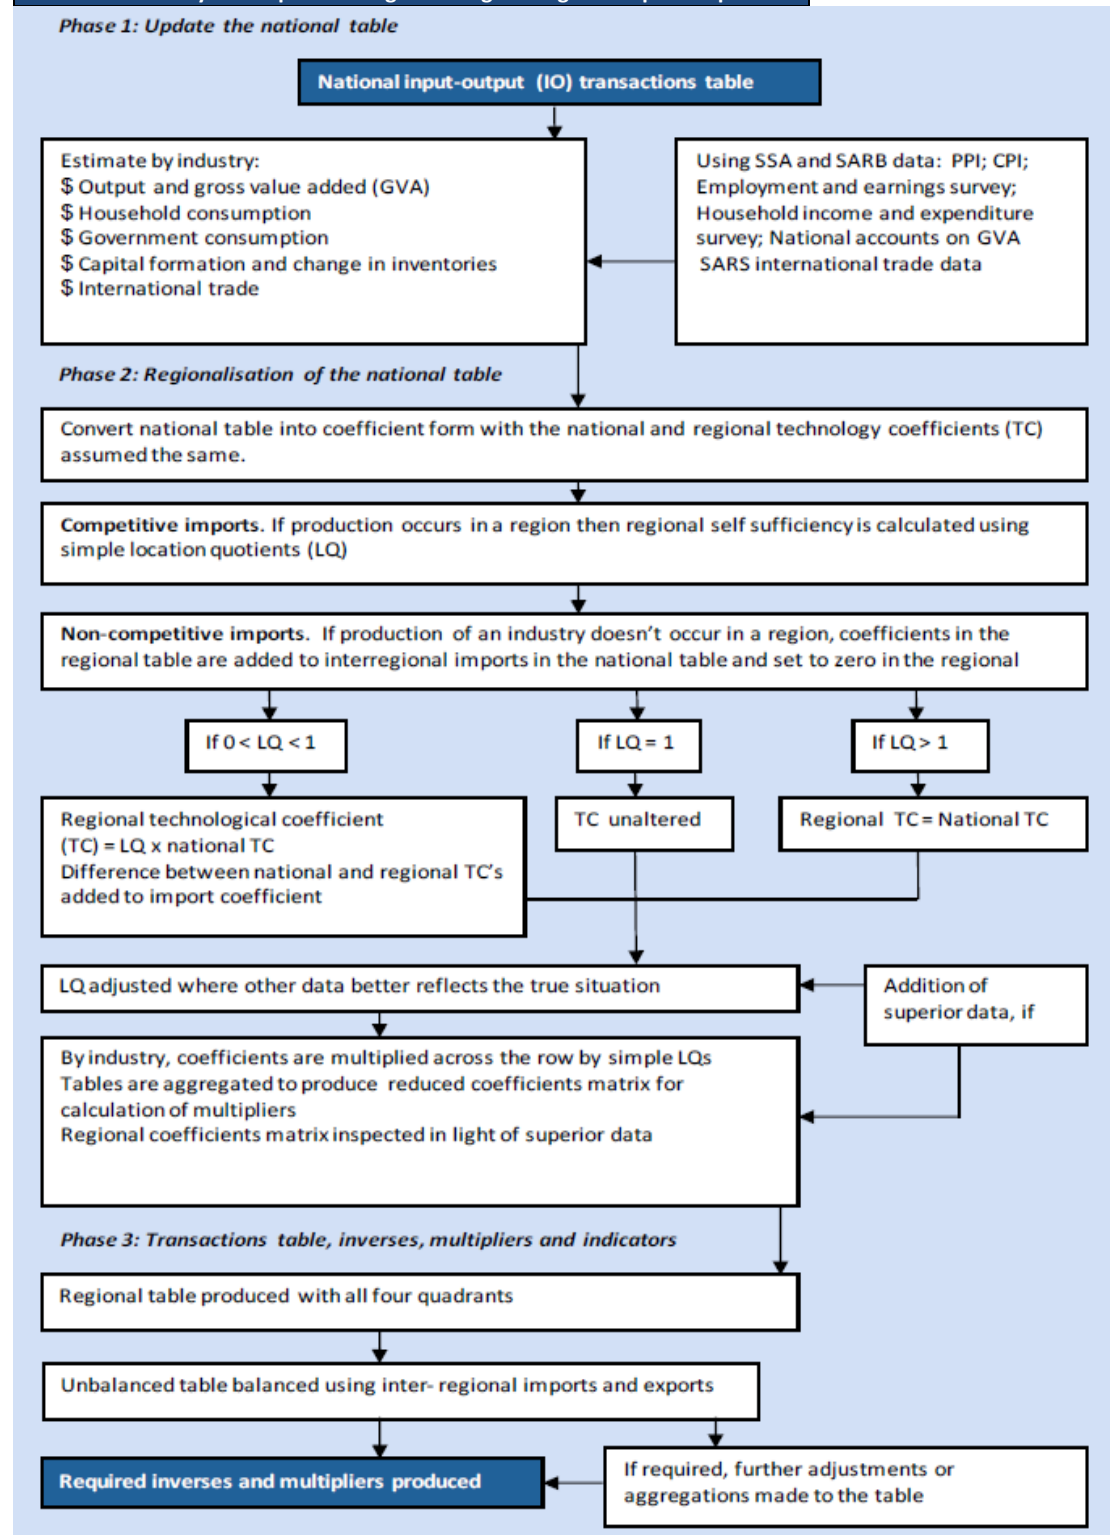 Phase 1: Update the national table
National input-output (IO) transactions table
Estimate by industry:
$ Output and gross value added (GVA)
$ Household consumption
$ Government consumption
$ Capital formation and change in inventories
$ International trade
Using SSA and SARB data: PPI; CPI;
Employment and earnings survey;
Household income and expenditure
survey; National accounts on GVA
SARS international trade data
Phase 2: Regionalisation of the national table
Convert national table into coefficient form with the national and regional technology coefficients (TC)
assumed the same.
Competitive imports. If production occurs in a region then regional self sufficiency is calculated using
simple location quotients (LQ)
Non-competitive imports. If production of an industry doesn't occur in a region, coefficients in the
regional table are added to interregional imports in the national table and set to zero in the regional
If 0 < LQ < 1
If LQ = 1
If LQ > 1
Regional technological coefficient
(TC) = LQ x national TC
Difference between national and regional TC's
added to import coefficient
TC unaltered
Regional TC = National TC
LQ adjusted where other data better reflects the true situation
Addition of
superior data, if
By industry, coefficients are multiplied across the row by simple LQs
Tables are aggregated to produce reduced coefficients matrix for
calculation of multipliers
Regional coefficients matrix inspected in light of superior data
Phase 3: Transactions table, inverses, multipliers and indicators
Regional table produced with all four quadrants
Unbalanced table balanced using inter- regional imports and exports
Required inverses and multipliers produced
If required, further adjustments or
aggregations made to the table